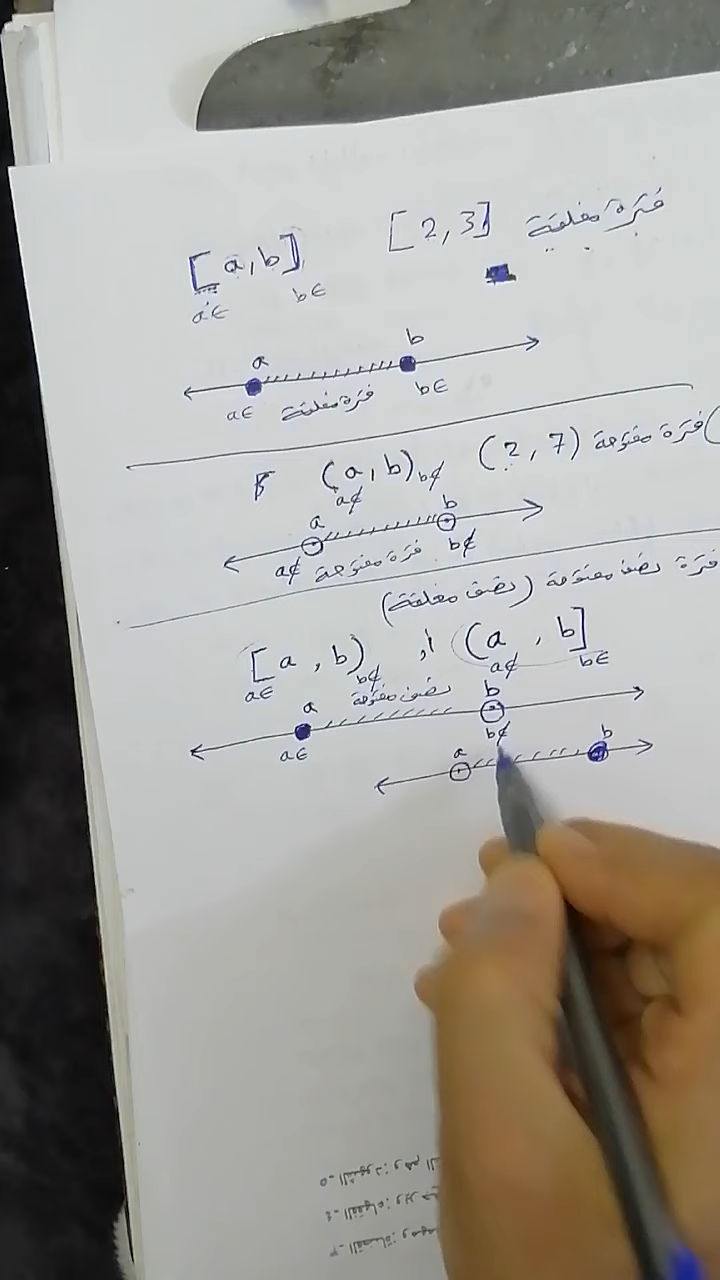 [a,b] [2,3] فترة مغلقة
a∈ b∈
a b
a∈ فترة مغلقة b∈
(a,b) (2,7) فترة مفتوحة
a∉ b∉
a b
a∉ فترة مفتوحة b∉
فترة نصف مفتوحة (نصف مغلقة)
[a,b) او (a,b]
a∈ b∉ a∉ b∈
a نصف مفتوحة b
a∈ b∉
a b